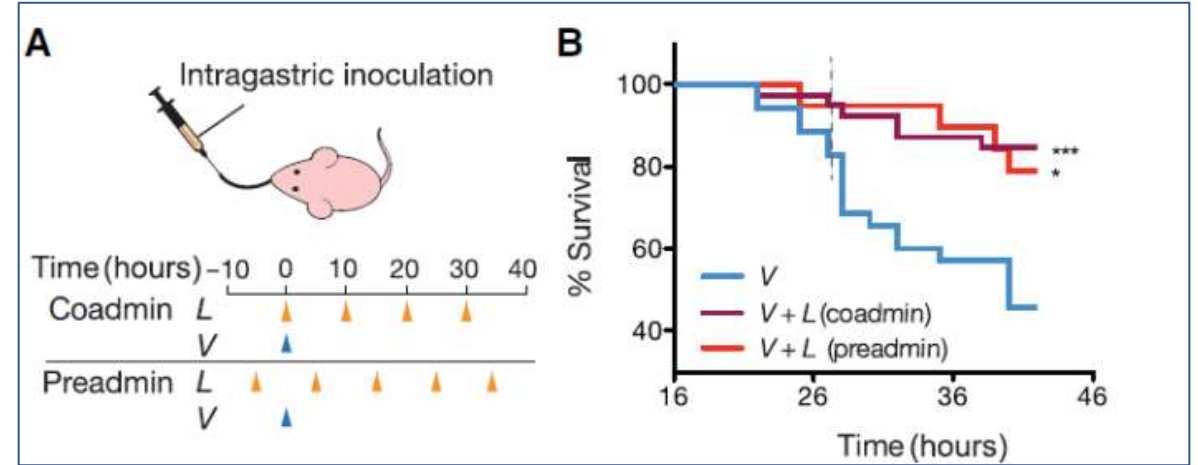 A
Intragastric inoculation
Time (hours) −10 0 10 20 30 40
Coadmin L
V
Preadmin L
V
B
% Survival
100
80
60
40
V
V + L (coadmin)
V + L (preadmin)
***
*
16 26 36 46
Time (hours)